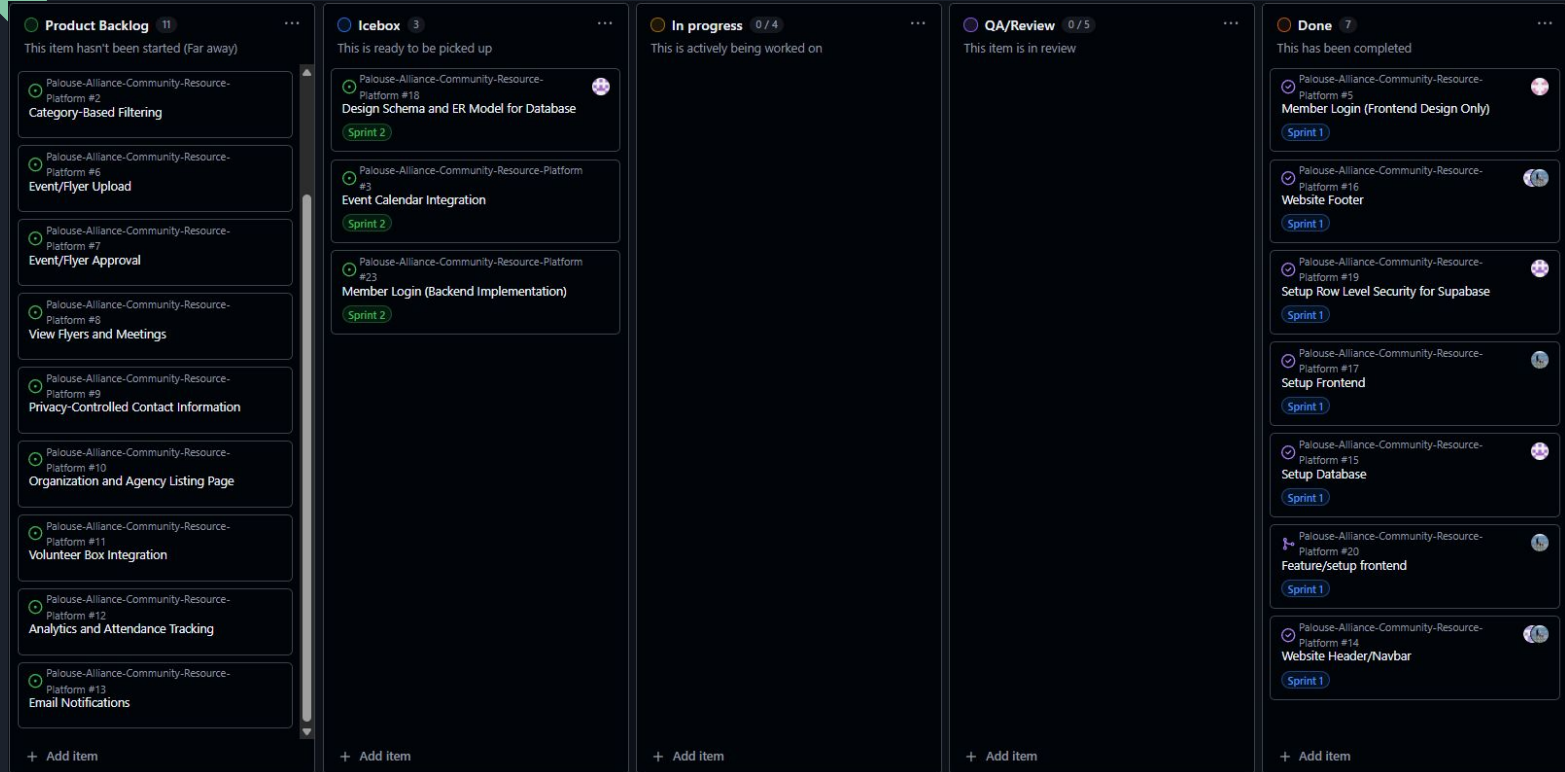 Product Backlog 11 ...
This item hasn't been started (Far away)
Palouse-Alliance-Community-Resource-
Platform #2
Category-Based Filtering
Palouse-Alliance-Community-Resource-
Platform #6
Event/Flyer Upload
Palouse-Alliance-Community-Resource-
Platform #7
Event/Flyer Approval
Palouse-Alliance-Community-Resource-
Platform #8
View Flyers and Meetings
Palouse-Alliance-Community-Resource-
Platform #9
Privacy-Controlled Contact Information
Palouse-Alliance-Community-Resource-
Platform #10
Organization and Agency Listing Page
Palouse-Alliance-Community-Resource-
Platform #11
Volunteer Box Integration
Palouse-Alliance-Community-Resource-
Platform #12
Analytics and Attendance Tracking
Palouse-Alliance-Community-Resource-
Platform #13
Email Notifications
+ Add item
Icebox 3 ...
This is ready to be picked up
Palouse-Alliance-Community-Resource-
Platform #18
Design Schema and ER Model for Database
Sprint 2
Palouse-Alliance-Community-Resource-Platform
#3
Event Calendar Integration
Sprint 2
Palouse-Alliance-Community-Resource-Platform
#23
Member Login (Backend Implementation)
Sprint 2
+ Add item
In progress 0 / 4 ...
This is actively being worked on
+ Add item
QA/Review 0 / 5 ...
This item is in review
+ Add item
Done 7 ...
This has been completed
Palouse-Alliance-Community-Resource-
Platform #5
Member Login (Frontend Design Only)
Sprint 1
Palouse-Alliance-Community-Resource-
Platform #16
Website Footer
Sprint 1
Palouse-Alliance-Community-Resource-
Platform #19
Setup Row Level Security for Supabase
Sprint 1
Palouse-Alliance-Community-Resource-
Platform #17
Setup Frontend
Sprint 1
Palouse-Alliance-Community-Resource-
Platform #15
Setup Database
Sprint 1
Palouse-Alliance-Community-Resource-
Platform #20
Feature/setup frontend
Sprint 1
Palouse-Alliance-Community-Resource-
Platform #14
Website Header/Navbar
Sprint 1
+ Add item